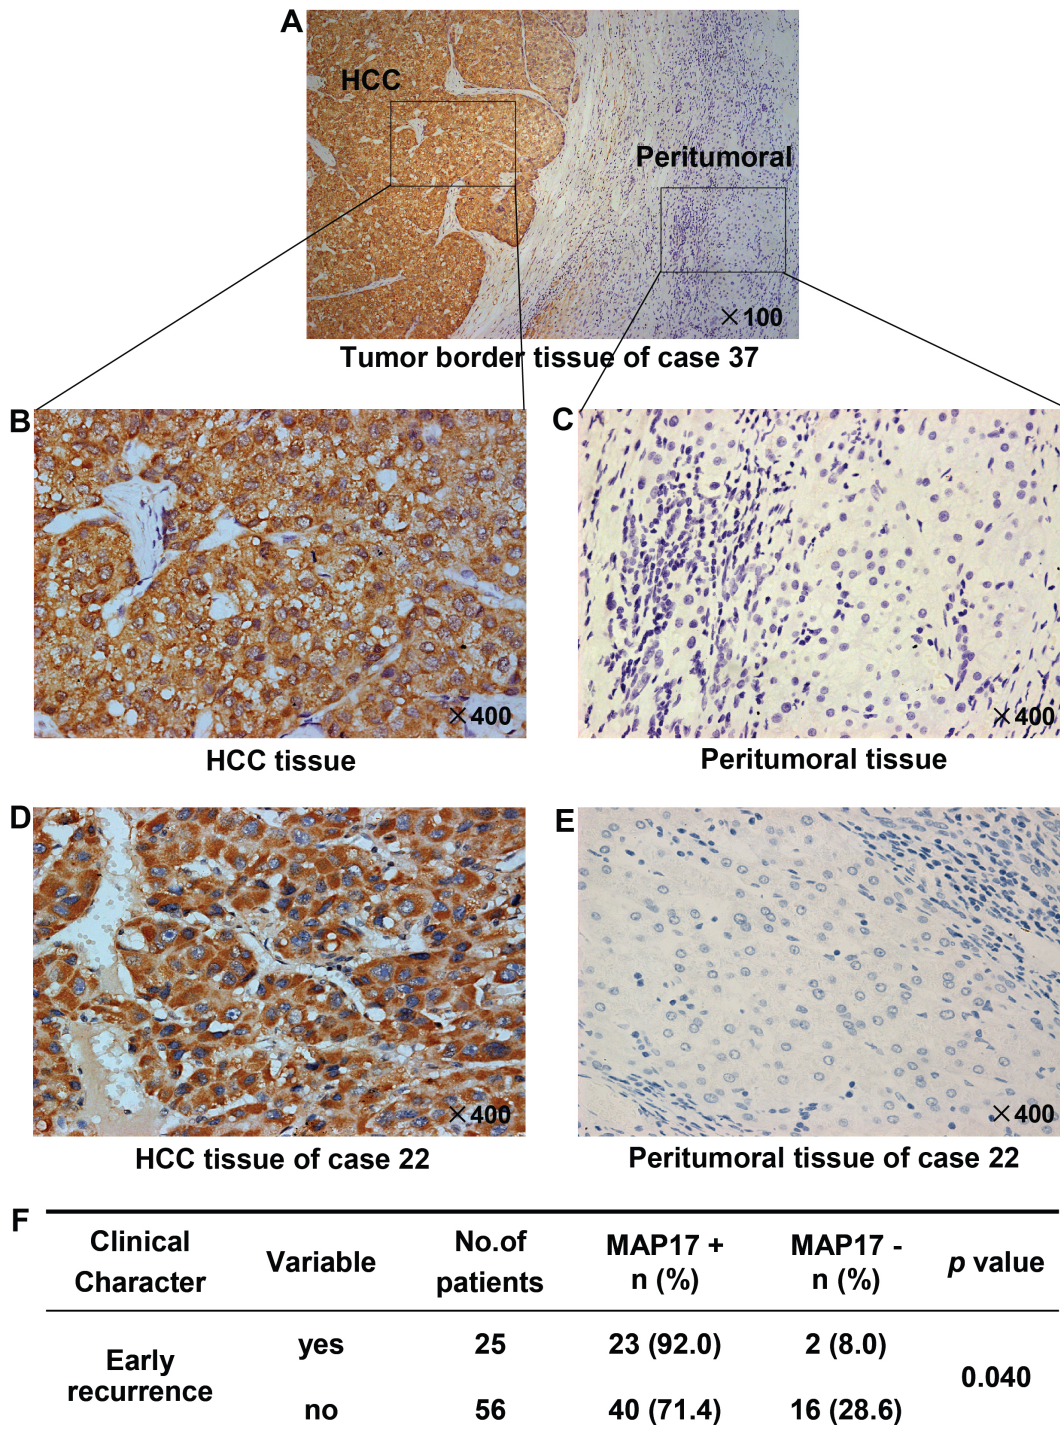 A
HCC
Peritumoral
×100
Tumor border tissue of case 37
B
C
×400
×400
HCC tissue
Peritumoral tissue
D
E
×400
×400
HCC tissue of case 22
Peritumoral tissue of case 22
F
Clinical Character
Variable
No.of patients
MAP17 + n (%)
MAP17 - n (%)
p value
Early recurrence
yes
25
23 (92.0)
2 (8.0)
0.040
no
56
40 (71.4)
16 (28.6)